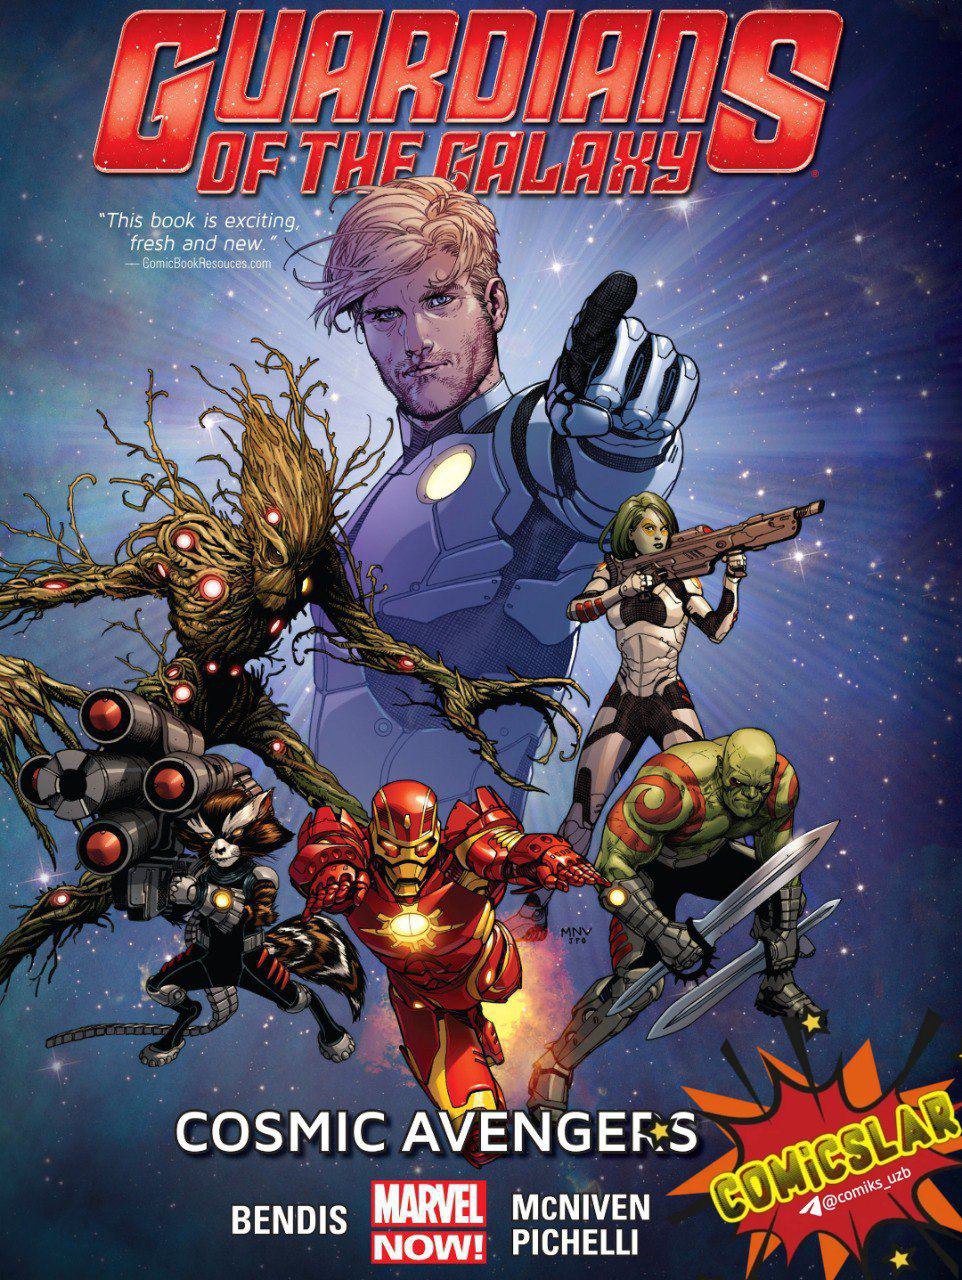 GUARDIANS
OF THE GALAXY
®
"This book is exciting,
fresh and new."
— ComicBookResouces.com
MNV
JPO
COSMIC AVENGERS
BENDIS
MARVEL
NOW!
McNIVEN
PICHELLI
COMiCSLAR
@comiks_uzb